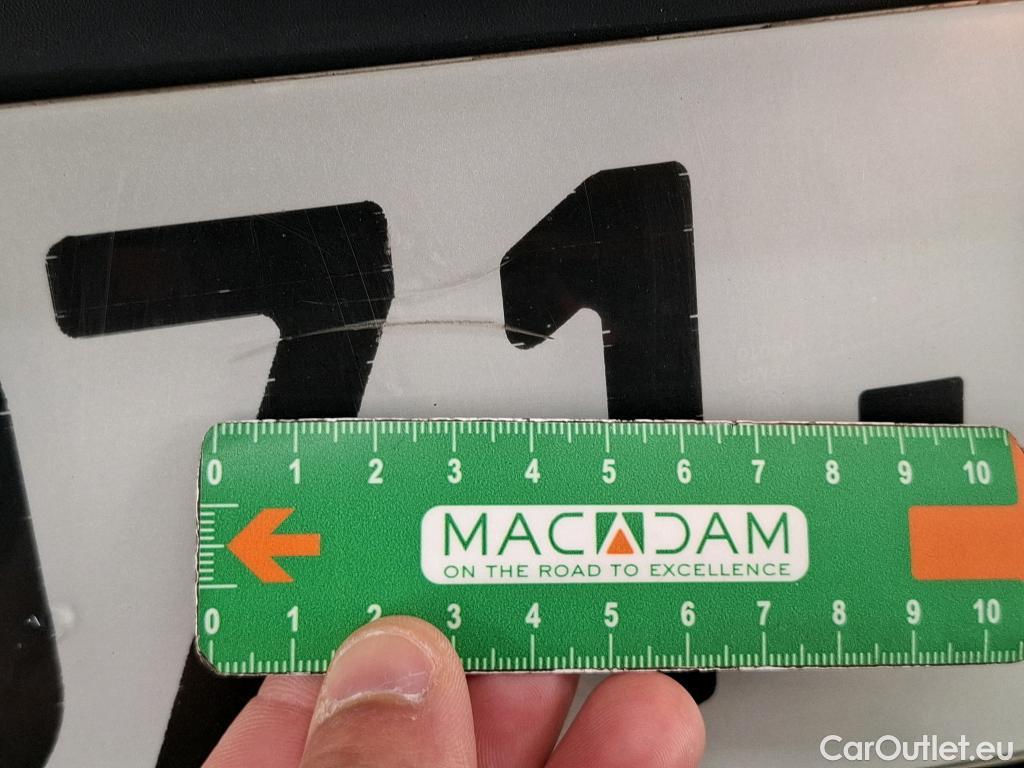 71
0 1 2 3 4 5 6 7 8 9 10
MACADAM
ON THE ROAD TO EXCELLENCE
0 1 2 3 4 5 6 7 8 9 10
CarOutlet.eu